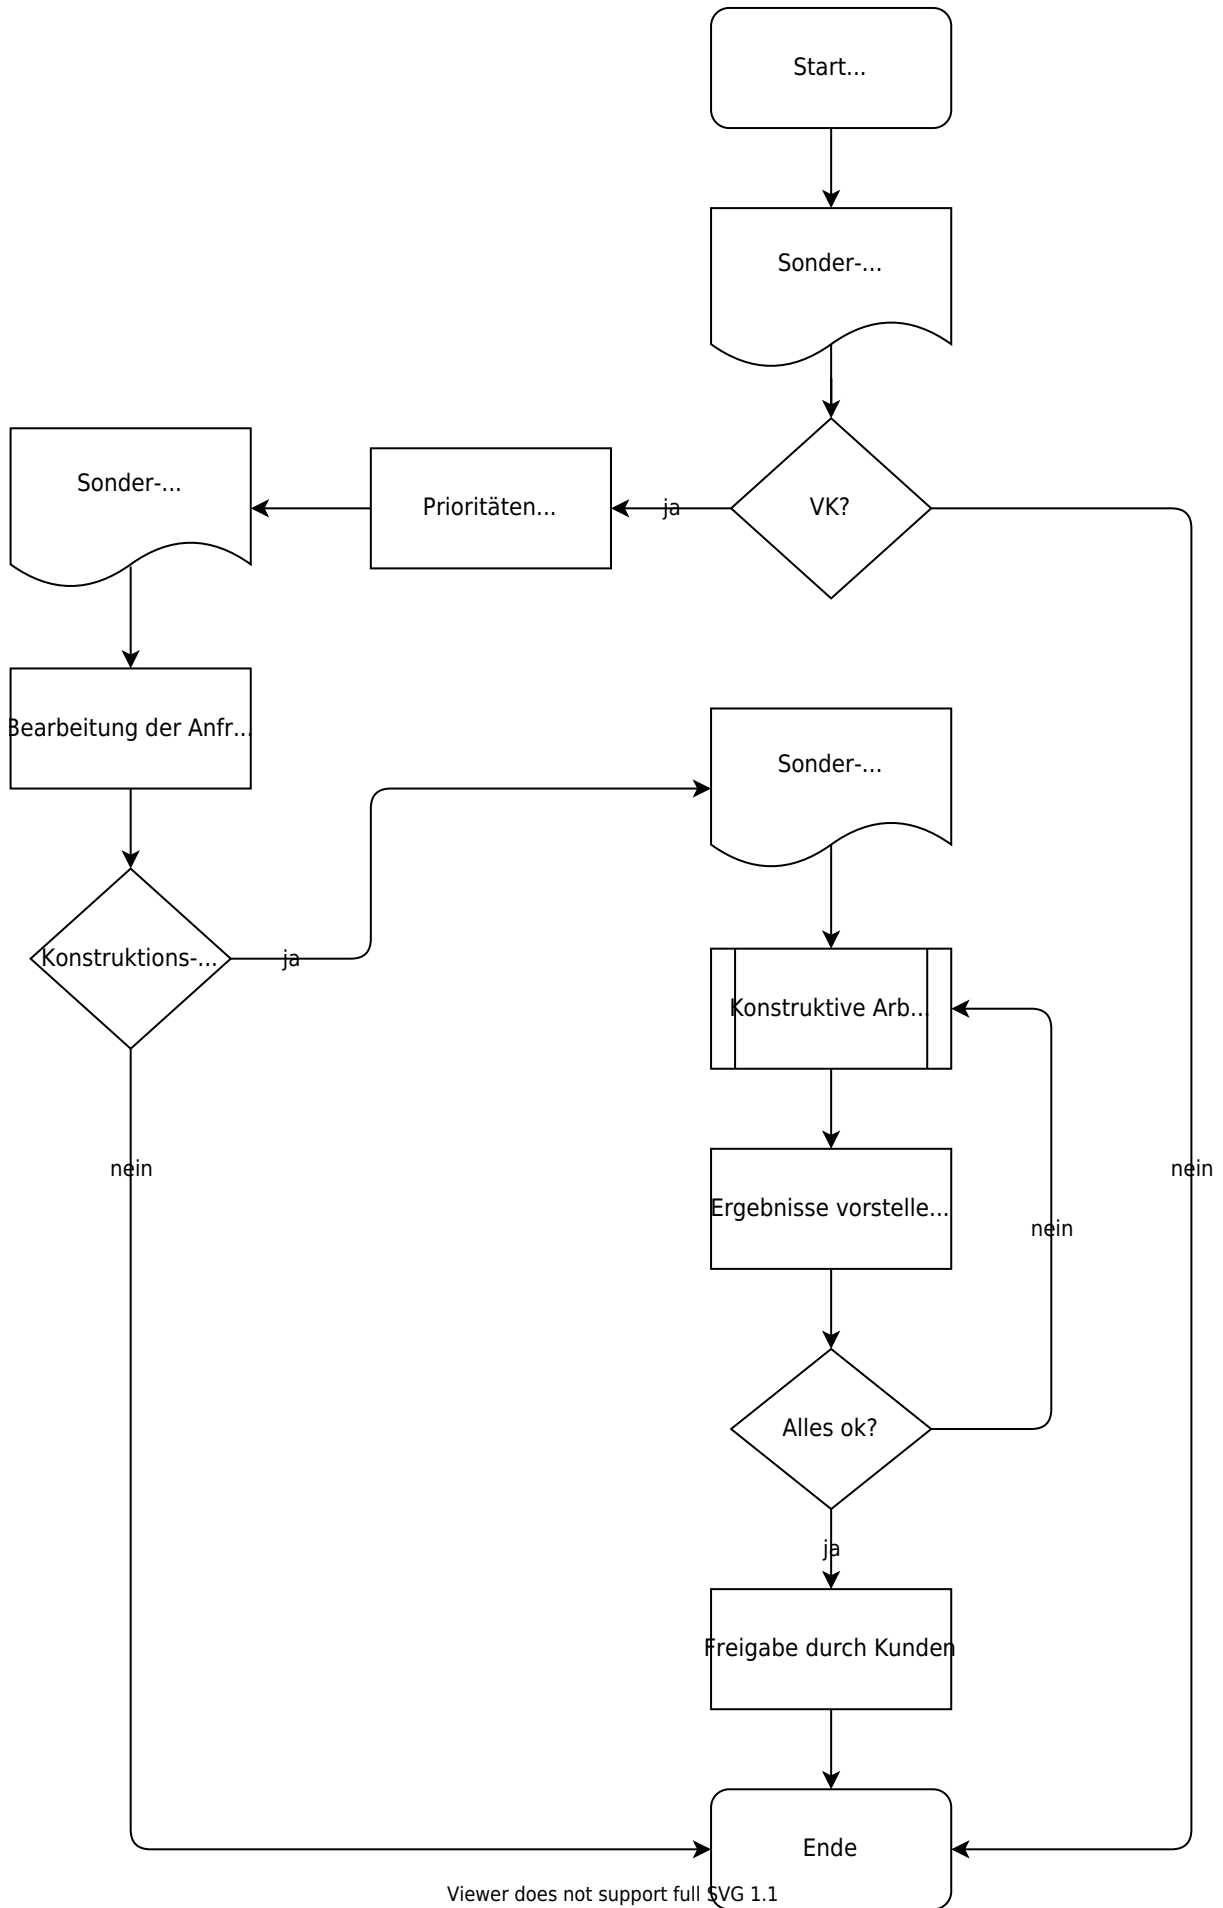 Start...
Sonder-...
VK?
ja
Prioritäten...
Sonder-...
Bearbeitung der Anfr...
Sonder-...
Konstruktions-...
ja
Konstruktive Arb...
nein
nein
Ergebnisse vorstelle...
nein
Alles ok?
ja
Freigabe durch Kunden
Ende
Viewer does not support full SVG 1.1